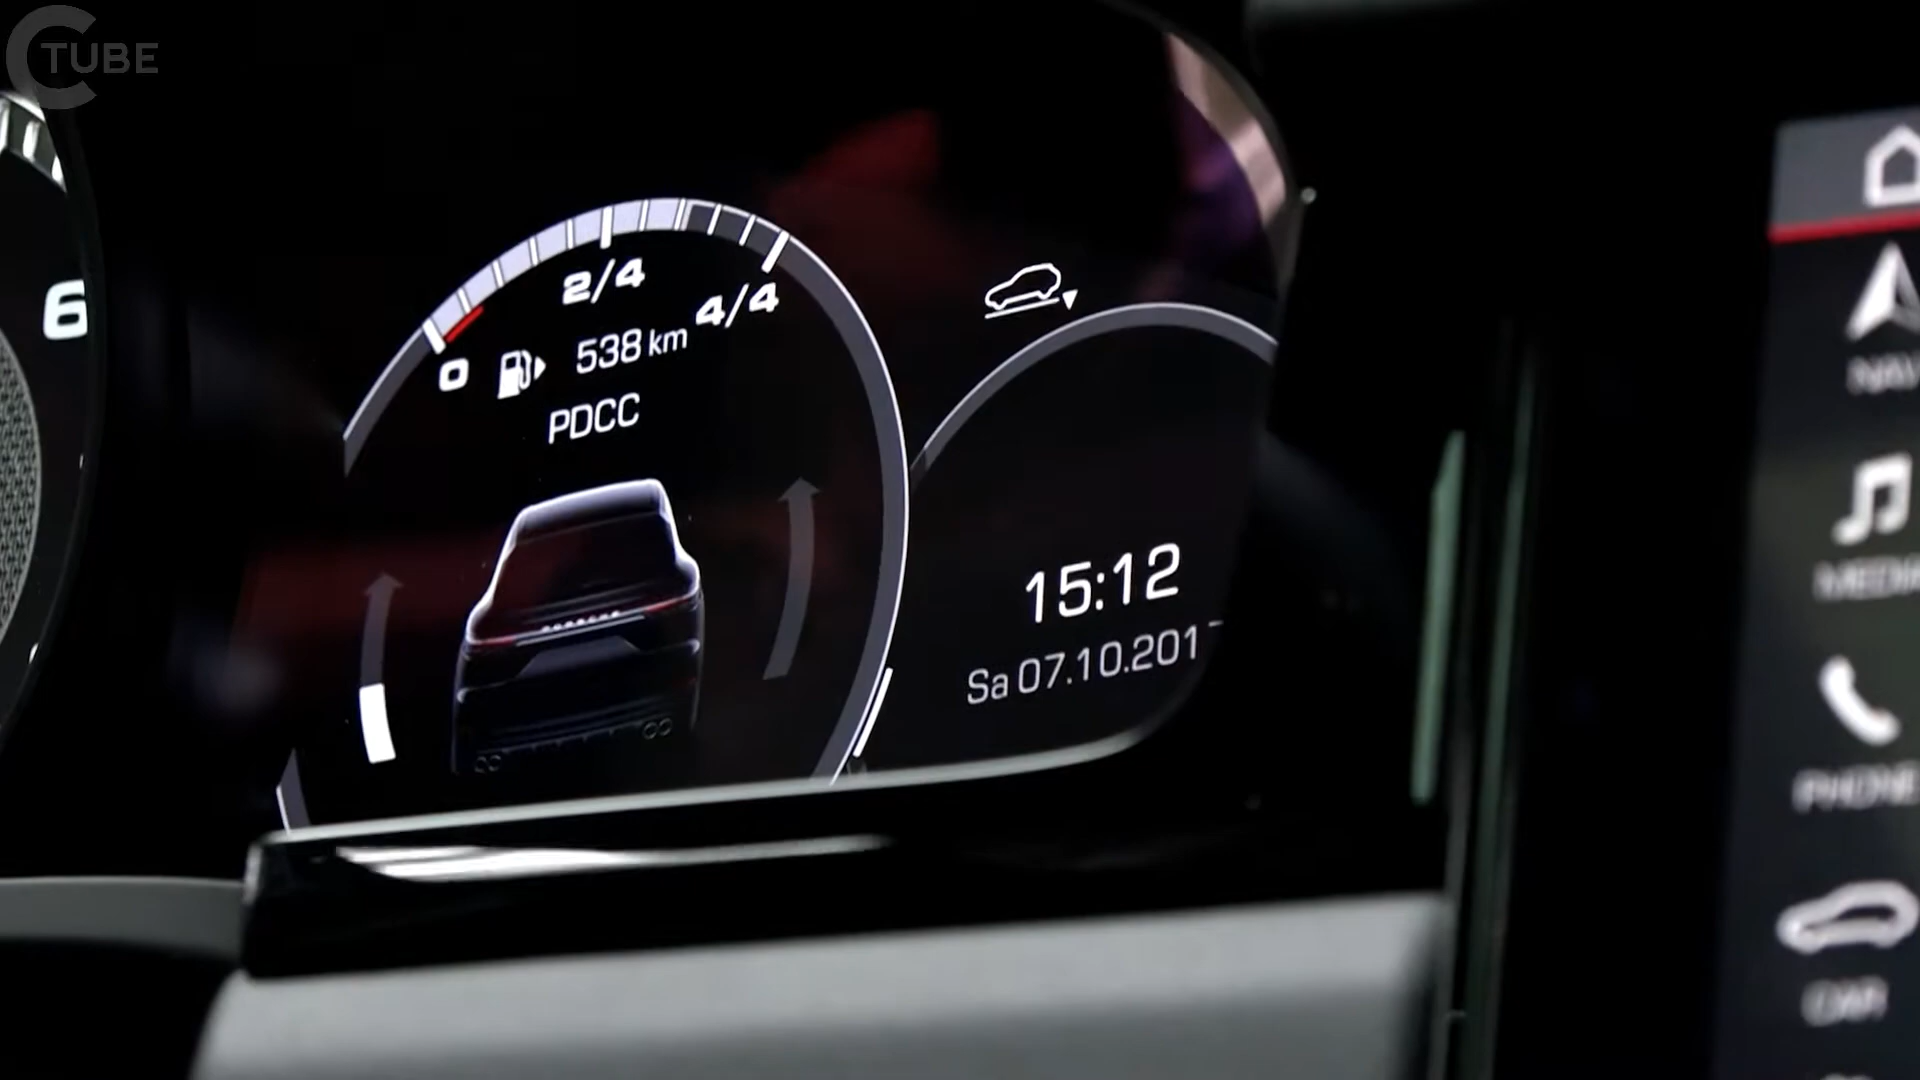 C TUBE
6
2/4
4/4
0
538 km
PDCC
PORSCHE
15:12
Sa 07.10.201
NAV
MEDIA
PHONE
CAR